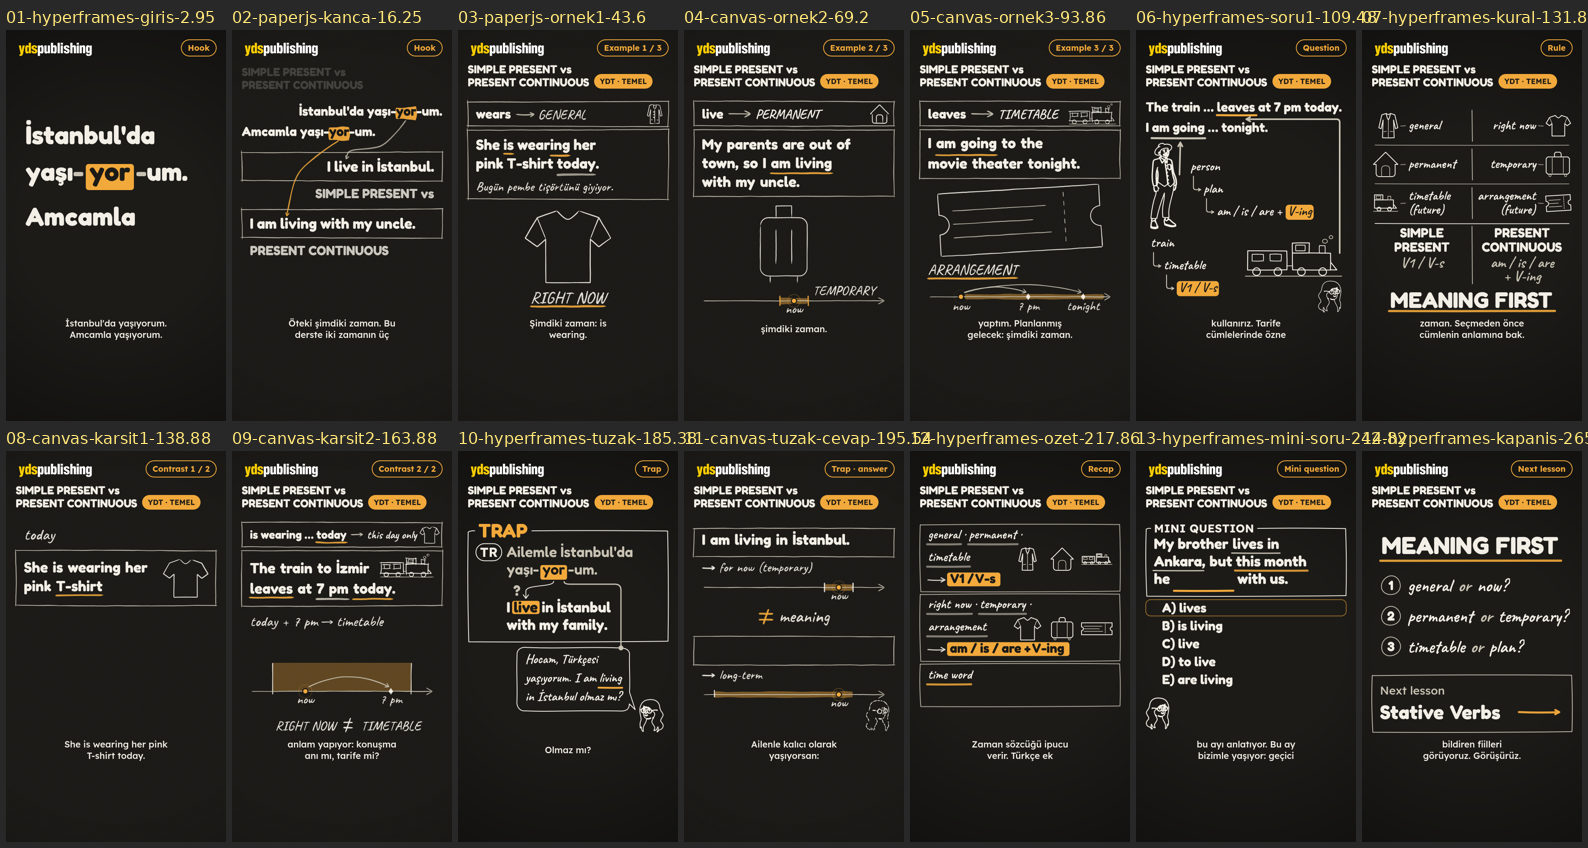 01-hyperframes-giris-2.95
ydspublishing
Hook
İstanbul'da
yaşı-yor-um.
Amcamla
İstanbul'da yaşıyorum.
Amcamla yaşıyorum.
02-paperjs-kanca-16.25
ydspublishing
Hook
SIMPLE PRESENT vs
PRESENT CONTINUOUS
İstanbul'da yaşı-yor-um.
Amcamla yaşı-yor-um.
I live in İstanbul.
SIMPLE PRESENT vs
I am living with my uncle.
PRESENT CONTINUOUS
Öteki şimdiki zaman. Bu
derste iki zamanın üç
03-paperjs-ornek1-43.6
ydspublishing
Example 1 / 3
SIMPLE PRESENT vs
PRESENT CONTINUOUS
YDT · TEMEL
wears → GENERAL
She is wearing her
pink T-shirt today.
Bugün pembe tişörtünü giyiyor.
RIGHT NOW
Şimdiki zaman: is
wearing.
04-canvas-ornek2-69.2
ydspublishing
Example 2 / 3
SIMPLE PRESENT vs
PRESENT CONTINUOUS
YDT · TEMEL
live → PERMANENT
My parents are out of
town, so I am living
with my uncle.
TEMPORARY
now
şimdiki zaman.
05-canvas-ornek3-93.86
ydspublishing
Example 3 / 3
SIMPLE PRESENT vs
PRESENT CONTINUOUS
YDT · TEMEL
leaves → TIMETABLE
I am going to the
movie theater tonight.
ARRANGEMENT
now
7 pm
tonight
yaptım. Planlanmış
gelecek: şimdiki zaman.
06-hyperframes-soru1-109.48
ydspublishing
Question
SIMPLE PRESENT vs
PRESENT CONTINUOUS
YDT · TEMEL
The train ... leaves at 7 pm today.
I am going ... tonight.
person
plan
am / is / are + V-ing
train
timetable
V1 / V-s
kullanırız. Tarife
cümlelerinde özne
07-hyperframes-kural-131.8
ydspublishing
Rule
SIMPLE PRESENT vs
PRESENT CONTINUOUS
YDT · TEMEL
general
right now
permanent
temporary
timetable
(future)
arrangement
(future)
SIMPLE
PRESENT
V1 / V-s
PRESENT
CONTINUOUS
am / is / are
+ V-ing
MEANING FIRST
zaman. Seçmeden önce
cümlenin anlamına bak.
08-canvas-karsit1-138.88
ydspublishing
Contrast 1 / 2
SIMPLE PRESENT vs
PRESENT CONTINUOUS
YDT · TEMEL
today
She is wearing her
pink T-shirt
She is wearing her pink
T-shirt today.
09-canvas-karsit2-163.88
ydspublishing
Contrast 2 / 2
SIMPLE PRESENT vs
PRESENT CONTINUOUS
YDT · TEMEL
is wearing ... today → this day only
The train to İzmir
leaves at 7 pm today.
today + 7 pm → timetable
now
7 pm
RIGHT NOW ≠ TIMETABLE
anlam yapıyor: konuşma
anı mı, tarife mi?
10-hyperframes-tuzak-185.38
ydspublishing
Trap
SIMPLE PRESENT vs
PRESENT CONTINUOUS
YDT · TEMEL
TRAP
TR
Ailemle İstanbul'da
yaşı-yor-um.
?
I live in İstanbul
with my family.
Hocam, Türkçesi
yaşıyorum. I am living
in İstanbul olmaz mı?
Olmaz mı?
11-canvas-tuzak-cevap-195.12
ydspublishing
Trap · answer
SIMPLE PRESENT vs
PRESENT CONTINUOUS
YDT · TEMEL
I am living in İstanbul.
→ for now (temporary)
now
≠ meaning
→ long-term
now
Ailenle kalıcı olarak
yaşıyorsan:
hyperframes-ozet-217.86
ydspublishing
Recap
SIMPLE PRESENT vs
PRESENT CONTINUOUS
YDT · TEMEL
general · permanent ·
timetable
→ V1 / V-s
right now · temporary ·
arrangement
→ am / is / are + V-ing
time word
Zaman sözcüğü ipucu
verir. Türkçe ek
13-hyperframes-mini-soru
ydspublishing
Mini question
SIMPLE PRESENT vs
PRESENT CONTINUOUS
YDT · TEMEL
MINI QUESTION
My brother lives in
Ankara, but this month
he ______ with us.
A) lives
B) is living
C) live
D) to live
E) are living
bu ayı anlatıyor. Bu ay
bizimle yaşıyor: geçici
hyperframes-kapanis-265
ydspublishing
Next lesson
SIMPLE PRESENT vs
PRESENT CONTINUOUS
YDT · TEMEL
MEANING FIRST
1 general or now?
2 permanent or temporary?
3 timetable or plan?
Next lesson
Stative Verbs →
bildiren fiilleri
görüyoruz. Görüşürüz.